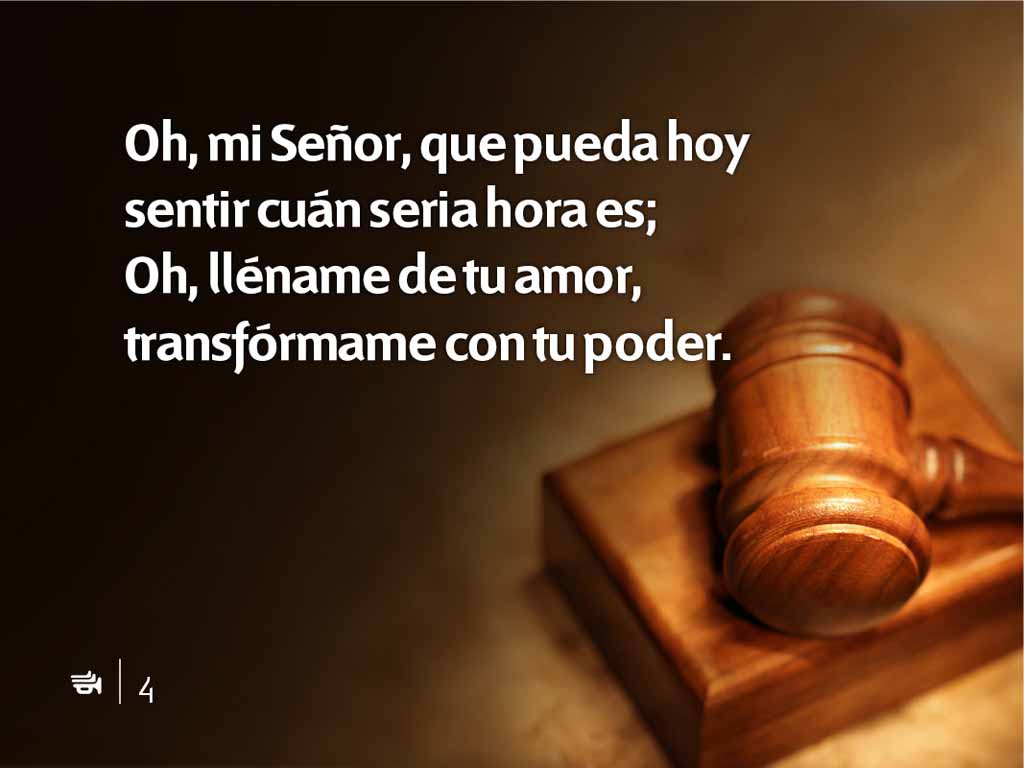 Oh, mi Señor, que pueda hoy
sentir cuán seria hora es;
Oh, lléname de tu amor,
transfórmame con tu poder.
4